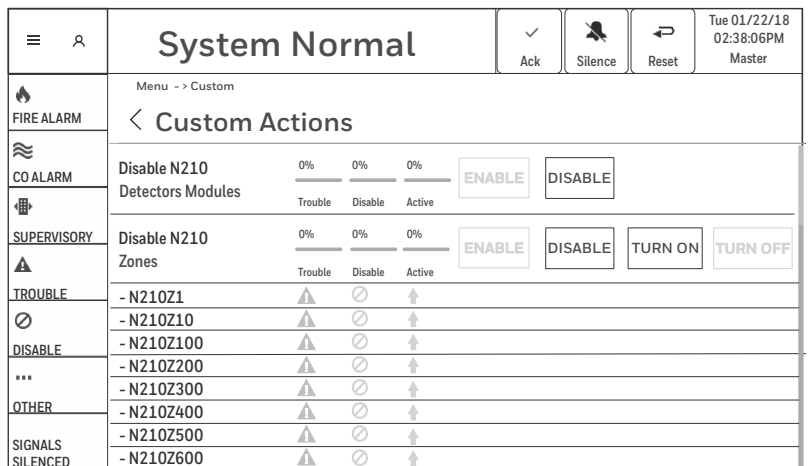 System Normal
Ack
Silence
Reset
Tue 01/22/18
02:38:06PM
Master
Menu -> Custom
Custom Actions
FIRE ALARM
CO ALARM
SUPERVISORY
TROUBLE
DISABLE
OTHER
SIGNALS
SILENCED
Disable N210
Detectors Modules
0% 0% 0%
Trouble Disable Active
ENABLE DISABLE
Disable N210
Zones
0% 0% 0%
Trouble Disable Active
ENABLE DISABLE TURN ON TURN OFF
- N210Z1
- N210Z10
- N210Z100
- N210Z200
- N210Z300
- N210Z400
- N210Z500
- N210Z600